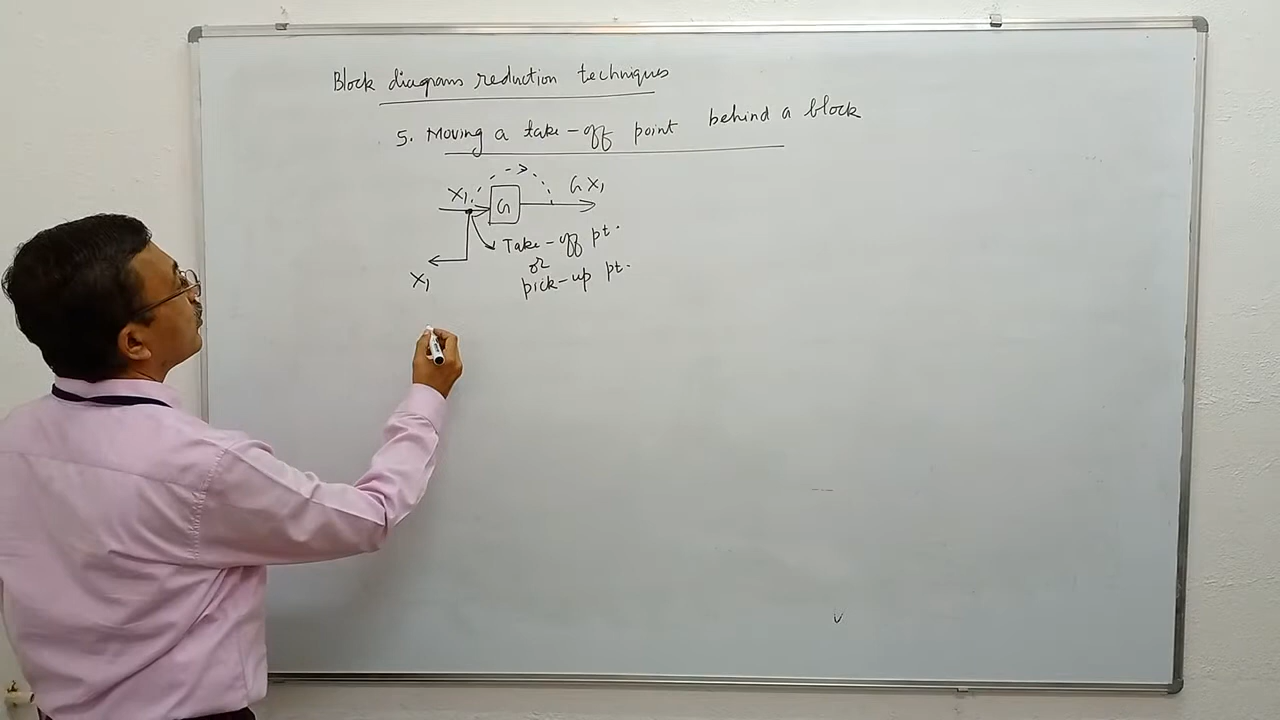 Block diagrams reduction techniques
5. Moving a take-off point behind a block
X₁ G G X₁
Take-off pt.
or
X₁ pick-up pt.